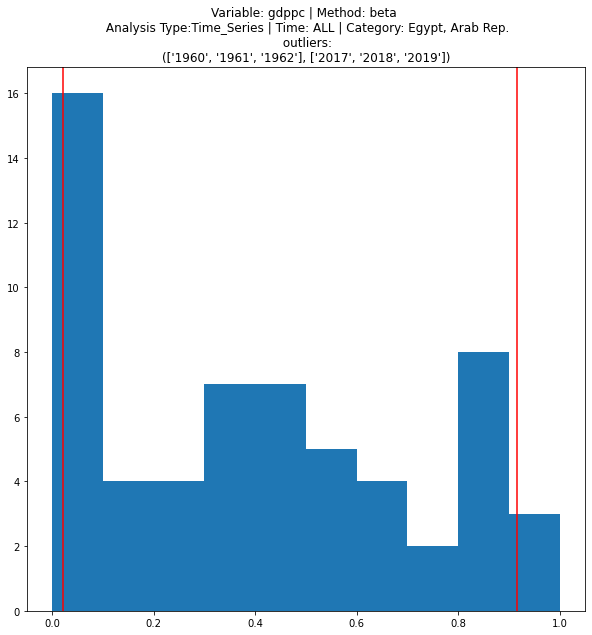 Variable: gdppc | Method: beta
Analysis Type:Time_Series | Time: ALL | Category: Egypt, Arab Rep.
outliers:
(['1960', '1961', '1962'], ['2017', '2018', '2019'])
16
14
12
10
8
6
4
2
0
0.0 0.2 0.4 0.6 0.8 1.0